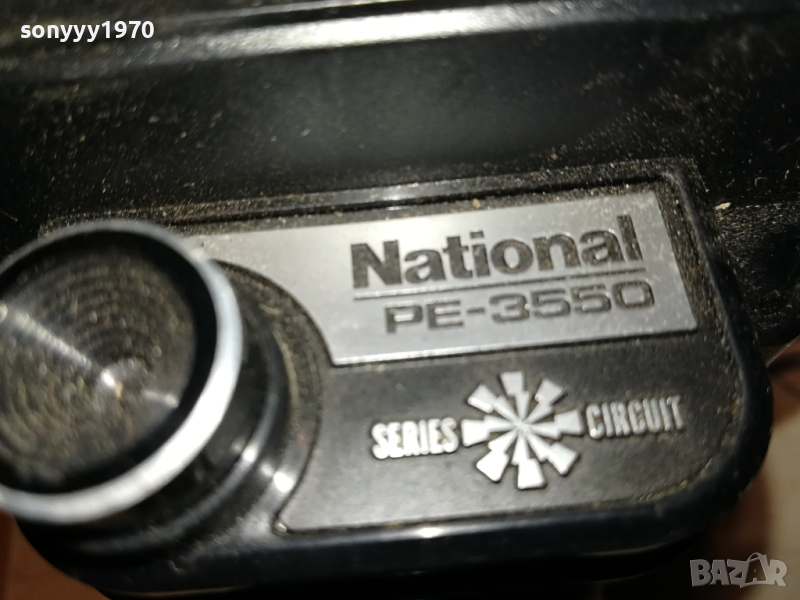 sonyyy1970
National
PE-3550
SERIES CIRCUIT
BAZAR